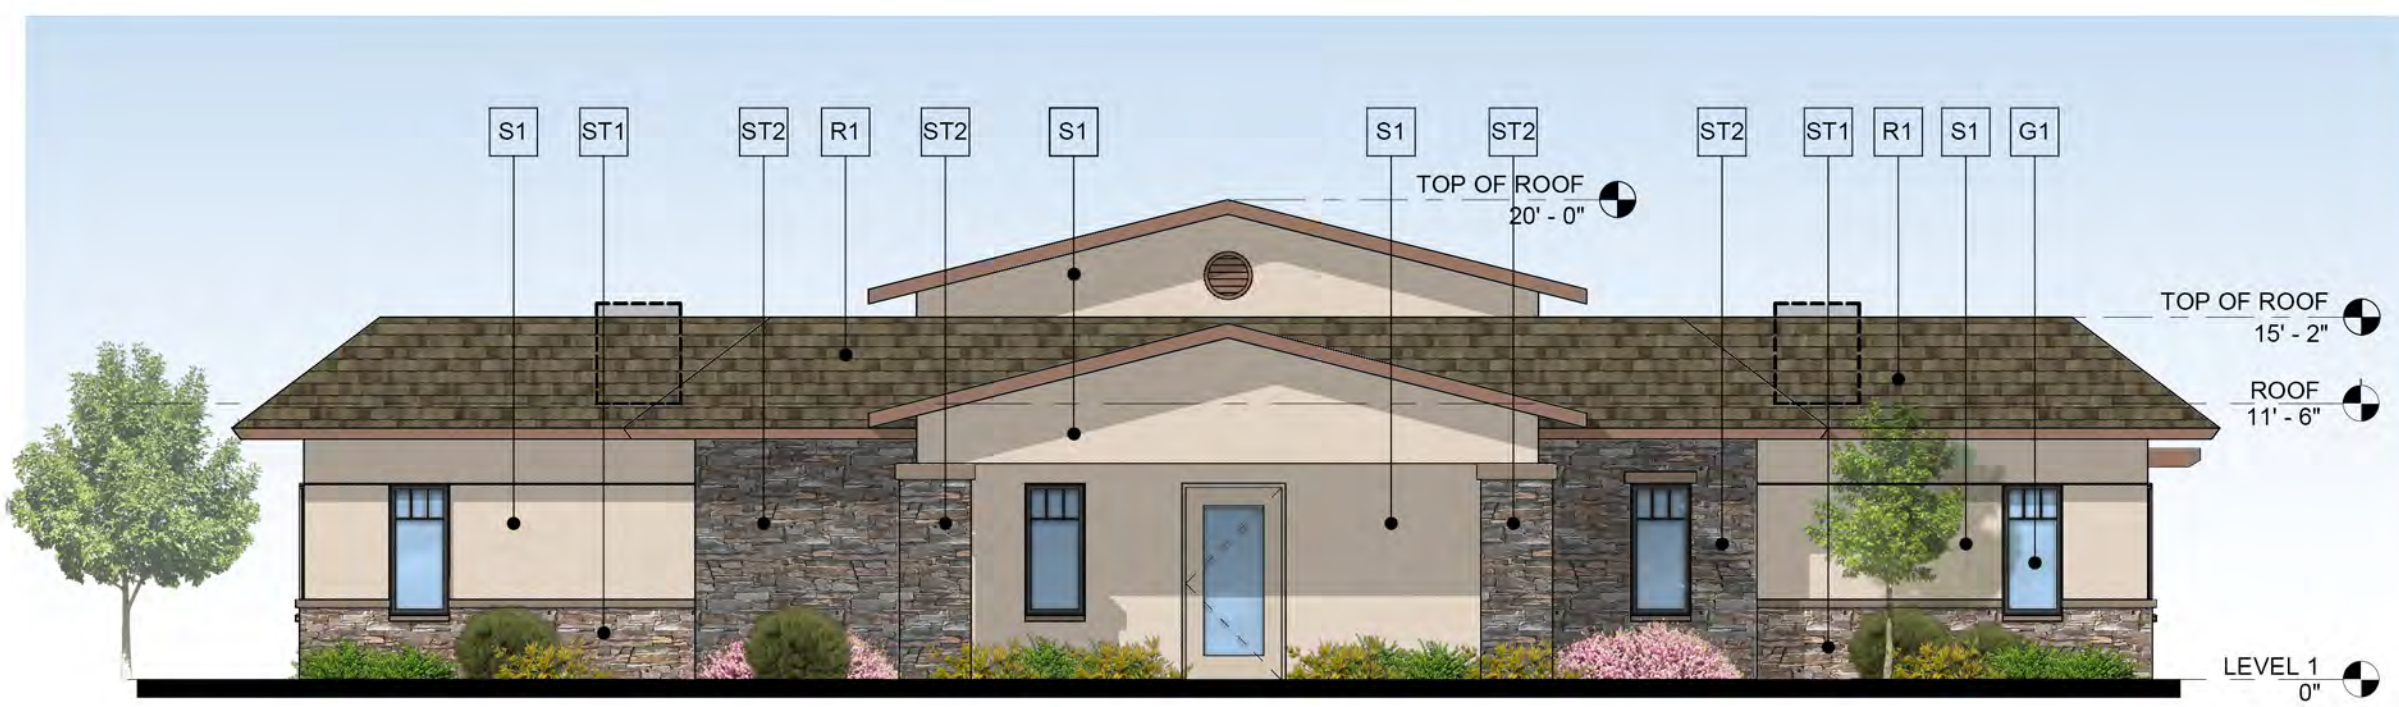 S1
ST1
ST2
R1
ST2
S1
S1
ST2
ST2
ST1
R1
S1
G1
TOP OF ROOF
20' - 0"
TOP OF ROOF
15' - 2"
ROOF
11' - 6"
LEVEL 1
0"